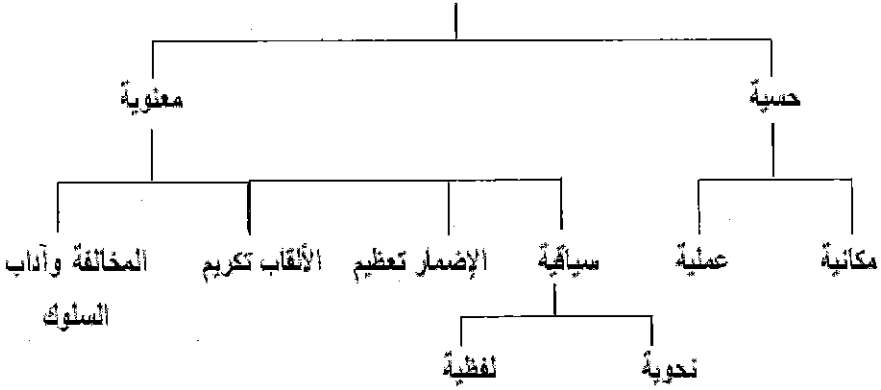 حسية
معنوية
مكانية
عملية
سياقية
الإضمار تعظيم
الألقاب تكريم
المخالفة وآداب
السلوك
نحوية
لفظية